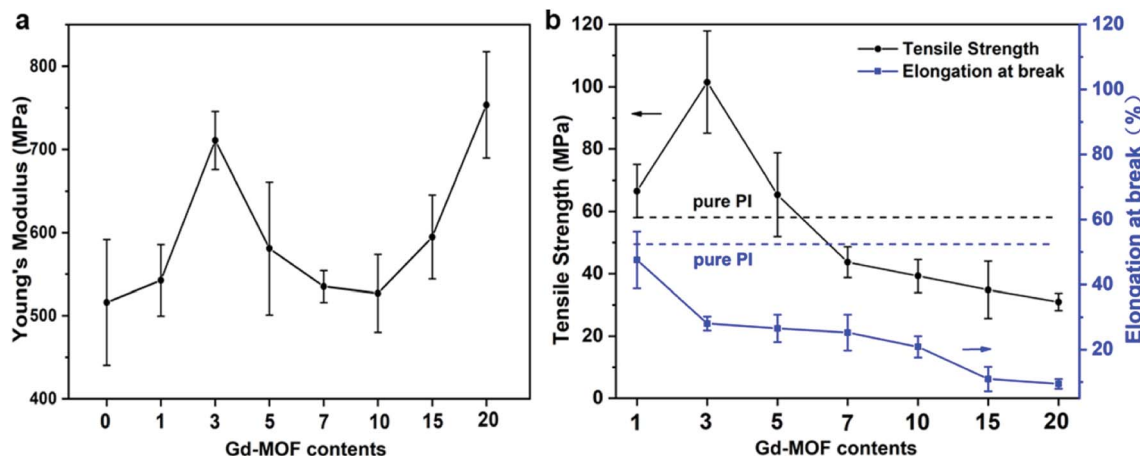 a
Young's Modulus (MPa)
800
700
600
500
400
0 1 3 5 7 10 15 20
Gd-MOF contents
b
Tensile Strength (MPa)
120
100
80
60
40
20
0
Tensile Strength
Elongation at break
pure PI
pure PI
1 3 5 7 10 15 20
Gd-MOF contents
120
100
80
60
40
20
Elongation at break (%)